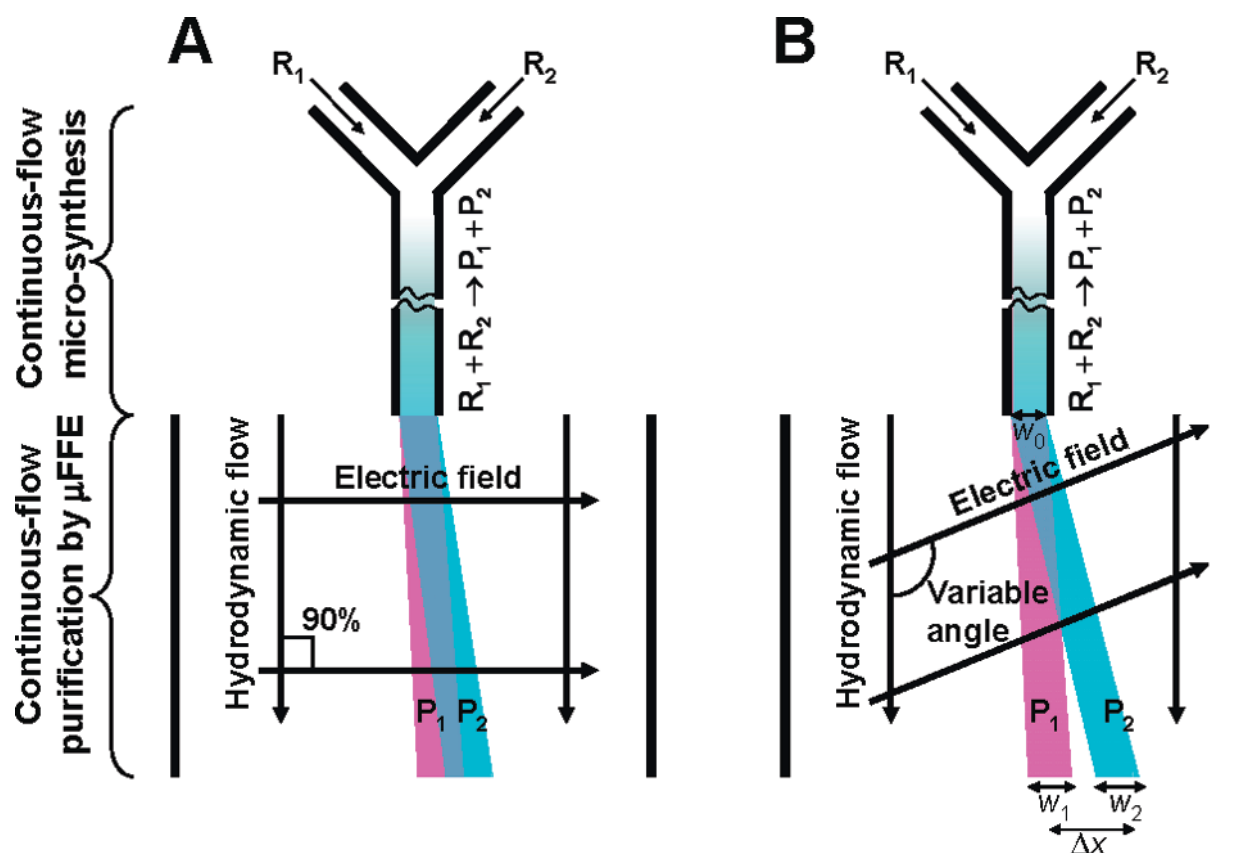 A
B
R₁
R₂
R₁
R₂
Continuous-flow
micro-synthesis
R₁ + R₂ → P₁ + P₂
R₁ + R₂ → P₁ + P₂
Continuous-flow
purification by µFFE
Hydrodynamic flow
Electric field
90%
P₁ P₂
w₀
Hydrodynamic flow
Electric field
Variable
angle
P₁
P₂
w₁
w₂
Δx